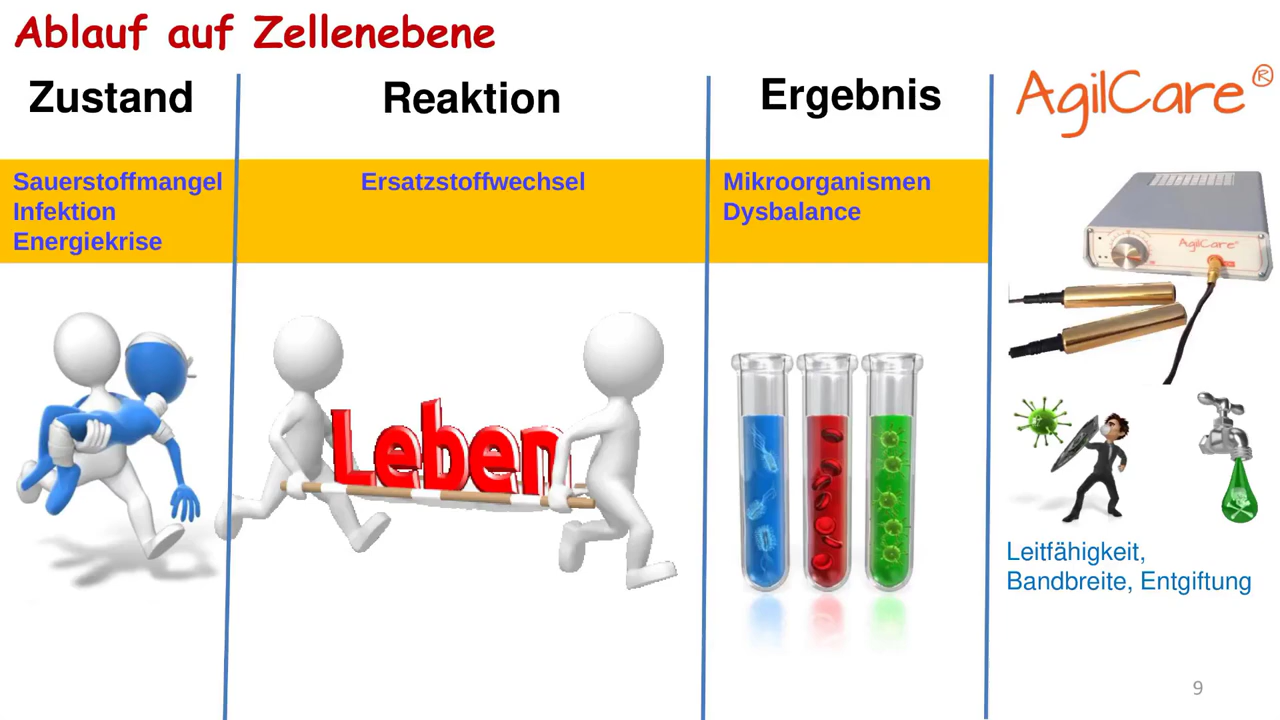 Ablauf auf Zellenebene
Zustand
Reaktion
Ergebnis
AgilCare®
Sauerstoffmangel
Infektion
Energiekrise
Ersatzstoffwechsel
Mikroorganismen
Dysbalance
AgilCare®
Leben
Leitfähigkeit,
Bandbreite, Entgiftung
9